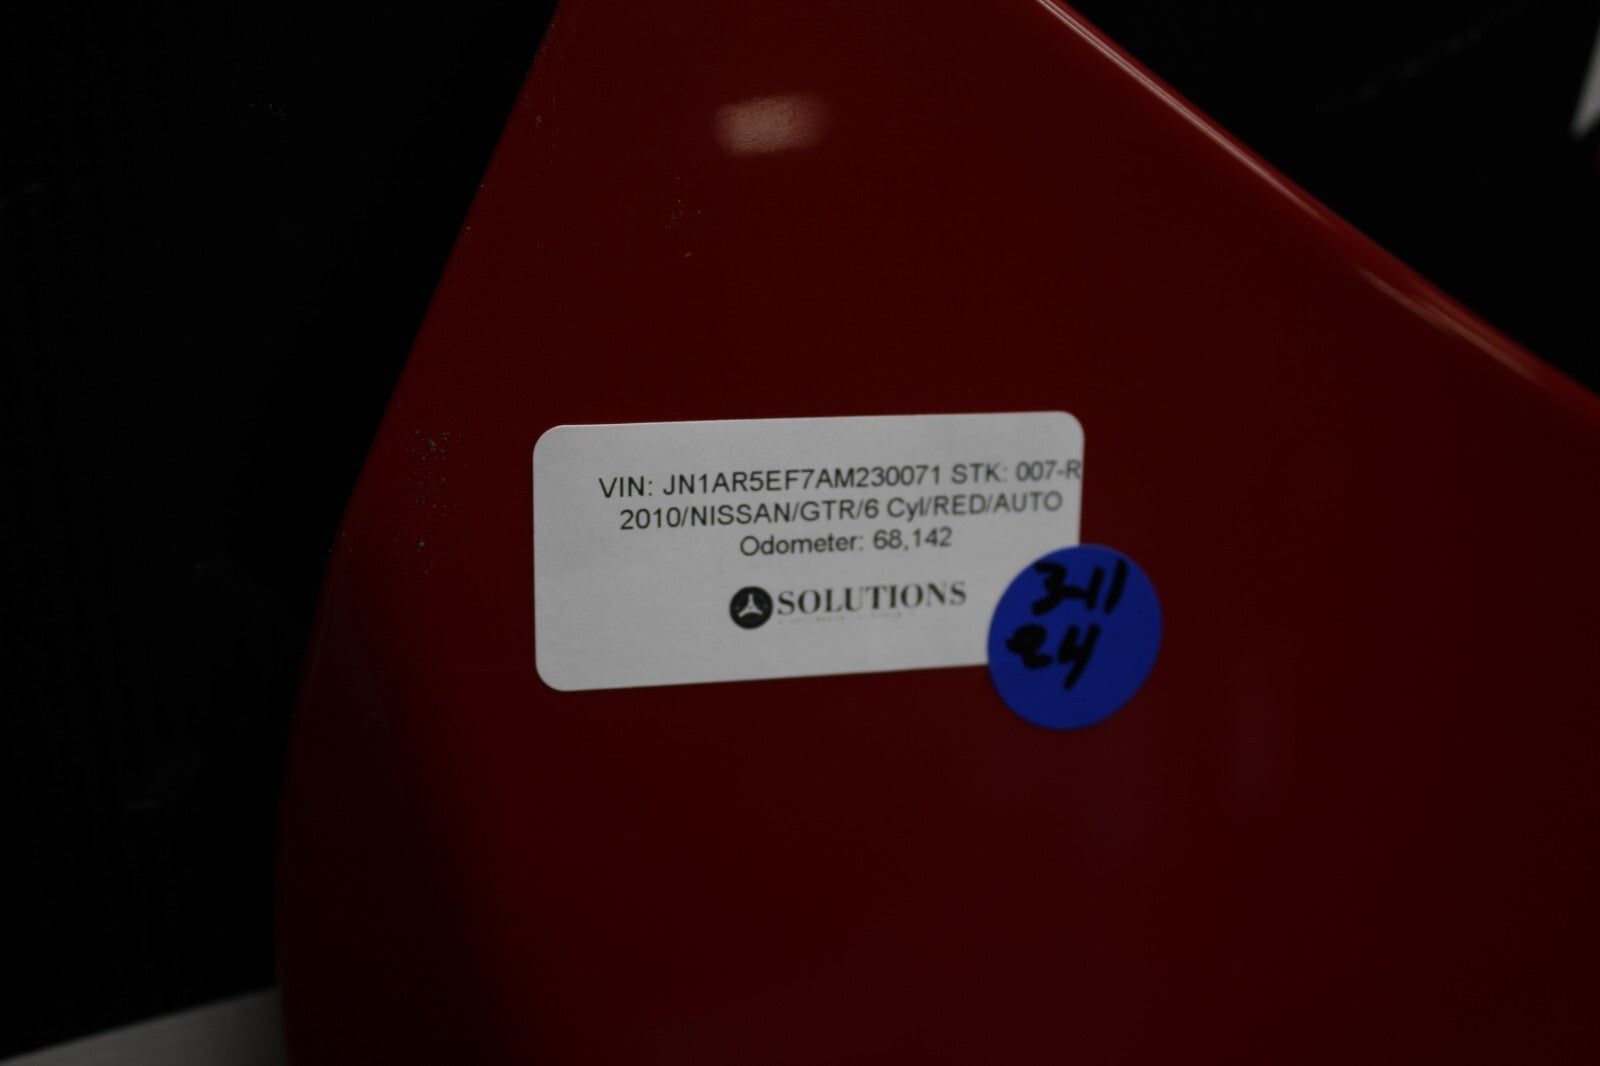 VIN: JN1AR5EF7AM230071 STK: 007-R
2010/NISSAN/GTR/6 Cyl/RED/AUTO
Odometer: 68,142
SOLUTIONS
3-11
24